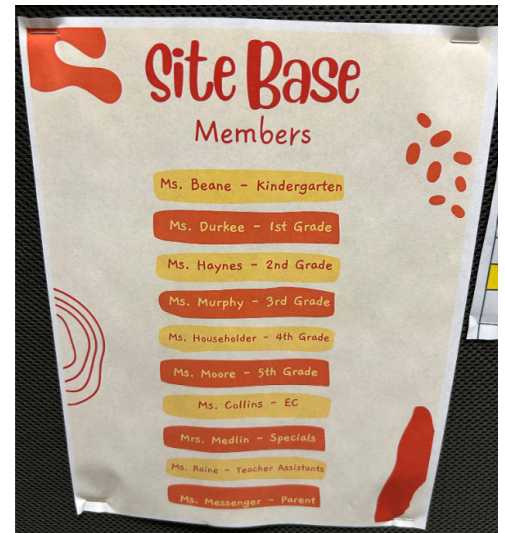 Site Base
Members
Ms. Beane - Kindergarten
Ms. Durkee - 1st Grade
Ms. Haynes - 2nd Grade
Ms. Murphy - 3rd Grade
Ms. Householder - 4th Grade
Ms. Moore - 5th Grade
Ms. Collins - EC
Mrs. Medlin - Specials
Ms. Raine - Teacher Assistants
Ms. Messenger - Parent